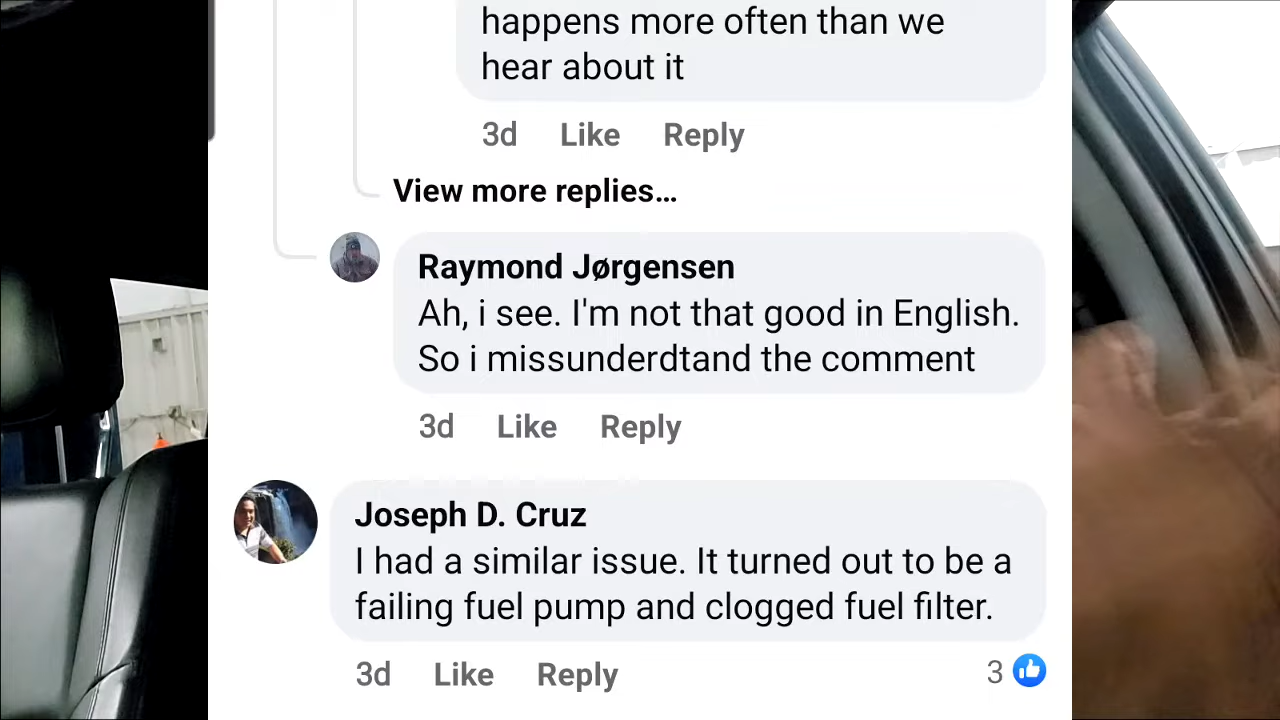 happens more often than we
hear about it
3d Like Reply
View more replies...
Raymond Jørgensen
Ah, i see. I'm not that good in English.
So i missunderdtand the comment
3d Like Reply
Joseph D. Cruz
I had a similar issue. It turned out to be a
failing fuel pump and clogged fuel filter.
3d Like Reply 3